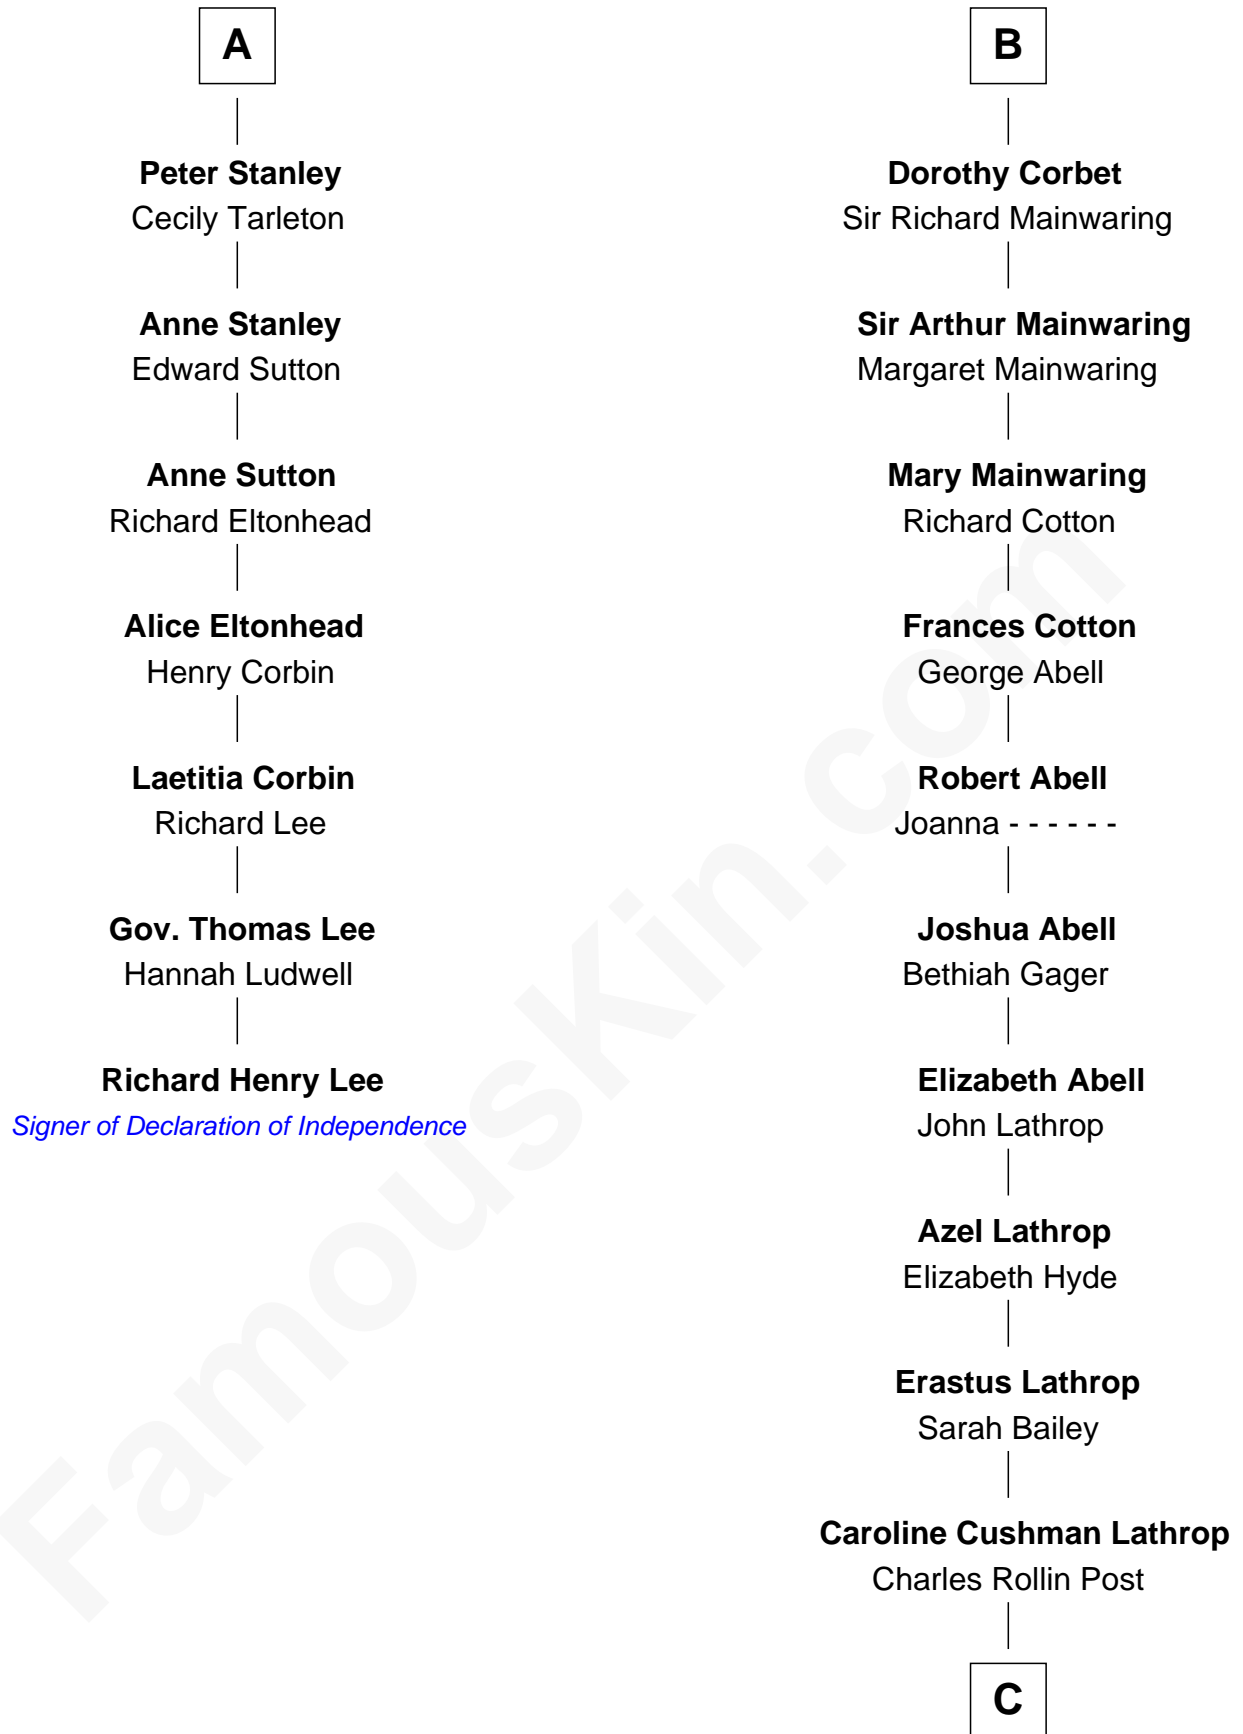 A
Peter Stanley
Cecily Tarleton
Anne Stanley
Edward Sutton
Anne Sutton
Richard Eltonhead
Alice Eltonhead
Henry Corbin
Laetitia Corbin
Richard Lee
Gov. Thomas Lee
Hannah Ludwell
Richard Henry Lee
Signer of Declaration of Independence
B
Dorothy Corbet
Sir Richard Mainwaring
Sir Arthur Mainwaring
Margaret Mainwaring
Mary Mainwaring
Richard Cotton
Frances Cotton
George Abell
Robert Abell
Joanna - - - - - -
Joshua Abell
Bethiah Gager
Elizabeth Abell
John Lathrop
Azel Lathrop
Elizabeth Hyde
Erastus Lathrop
Sarah Bailey
Caroline Cushman Lathrop
Charles Rollin Post
C
FamousKin.com